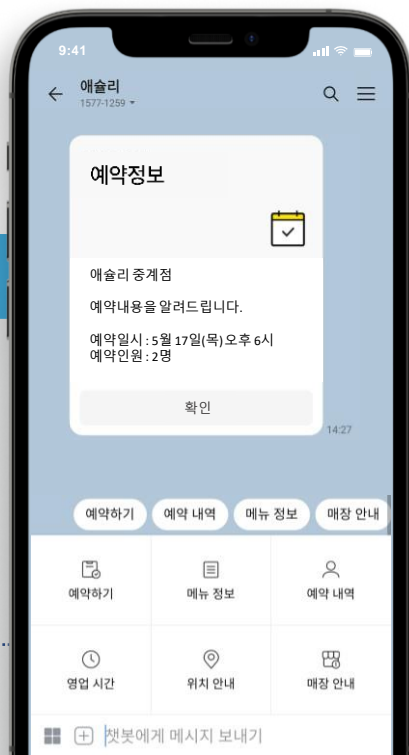 9:41
애슐리
1577-1259
예약정보
애슐리 중계점
예약내용을 알려드립니다.
예약일시 : 5월 17일(목) 오후 6시
예약인원 : 2명
확인
14:27
예약하기 예약 내역 메뉴 정보 매장 안내
예약하기 메뉴 정보 예약 내역
영업 시간 위치 안내 매장 안내
챗봇에게 메시지 보내기